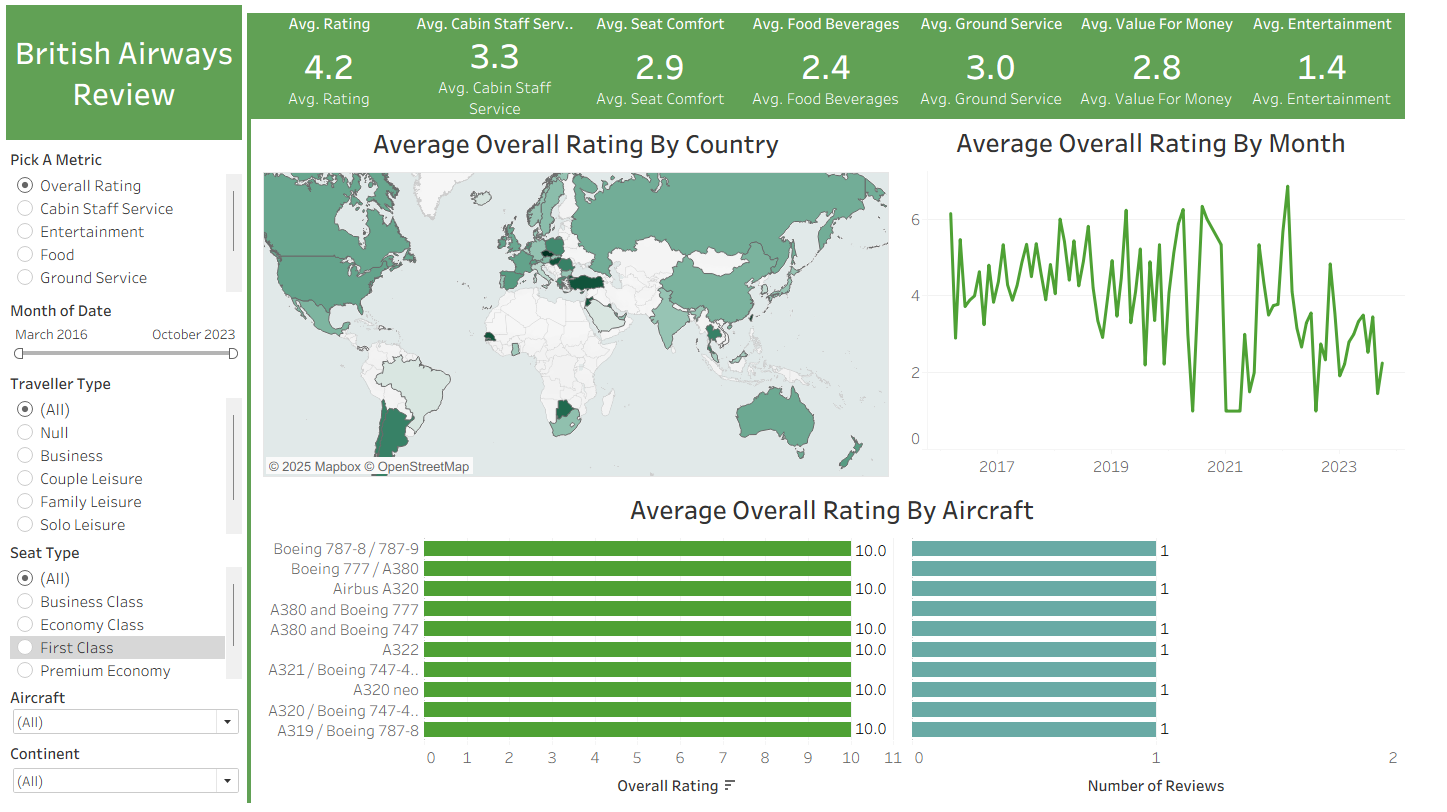 British Airways
Review
Avg. Rating
4.2
Avg. Rating
Avg. Cabin Staff Serv..
3.3
Avg. Cabin Staff
Service
Avg. Seat Comfort
2.9
Avg. Seat Comfort
Avg. Food Beverages
2.4
Avg. Food Beverages
Avg. Ground Service
3.0
Avg. Ground Service
Avg. Value For Money
2.8
Avg. Value For Money
Avg. Entertainment
1.4
Avg. Entertainment
Pick A Metric
Overall Rating
Cabin Staff Service
Entertainment
Food
Ground Service
Month of Date
March 2016 October 2023
Traveller Type
(All)
Null
Business
Couple Leisure
Family Leisure
Solo Leisure
Seat Type
(All)
Business Class
Economy Class
First Class
Premium Economy
Aircraft
(All)
Continent
(All)
Average Overall Rating By Country
© 2025 Mapbox © OpenStreetMap
Average Overall Rating By Month
6
4
2
0
2017 2019 2021 2023
Average Overall Rating By Aircraft
Boeing 787-8 / 787-9 10.0 1
Boeing 777 / A380
Airbus A320 10.0 1
A380 and Boeing 777
A380 and Boeing 747 10.0 1
A322 10.0 1
A321 / Boeing 747-4..
A320 neo 10.0 1
A320 / Boeing 747-4..
A319 / Boeing 787-8 10.0 1
0 1 2 3 4 5 6 7 8 9 10 11 0 1 2
Overall Rating Number of Reviews